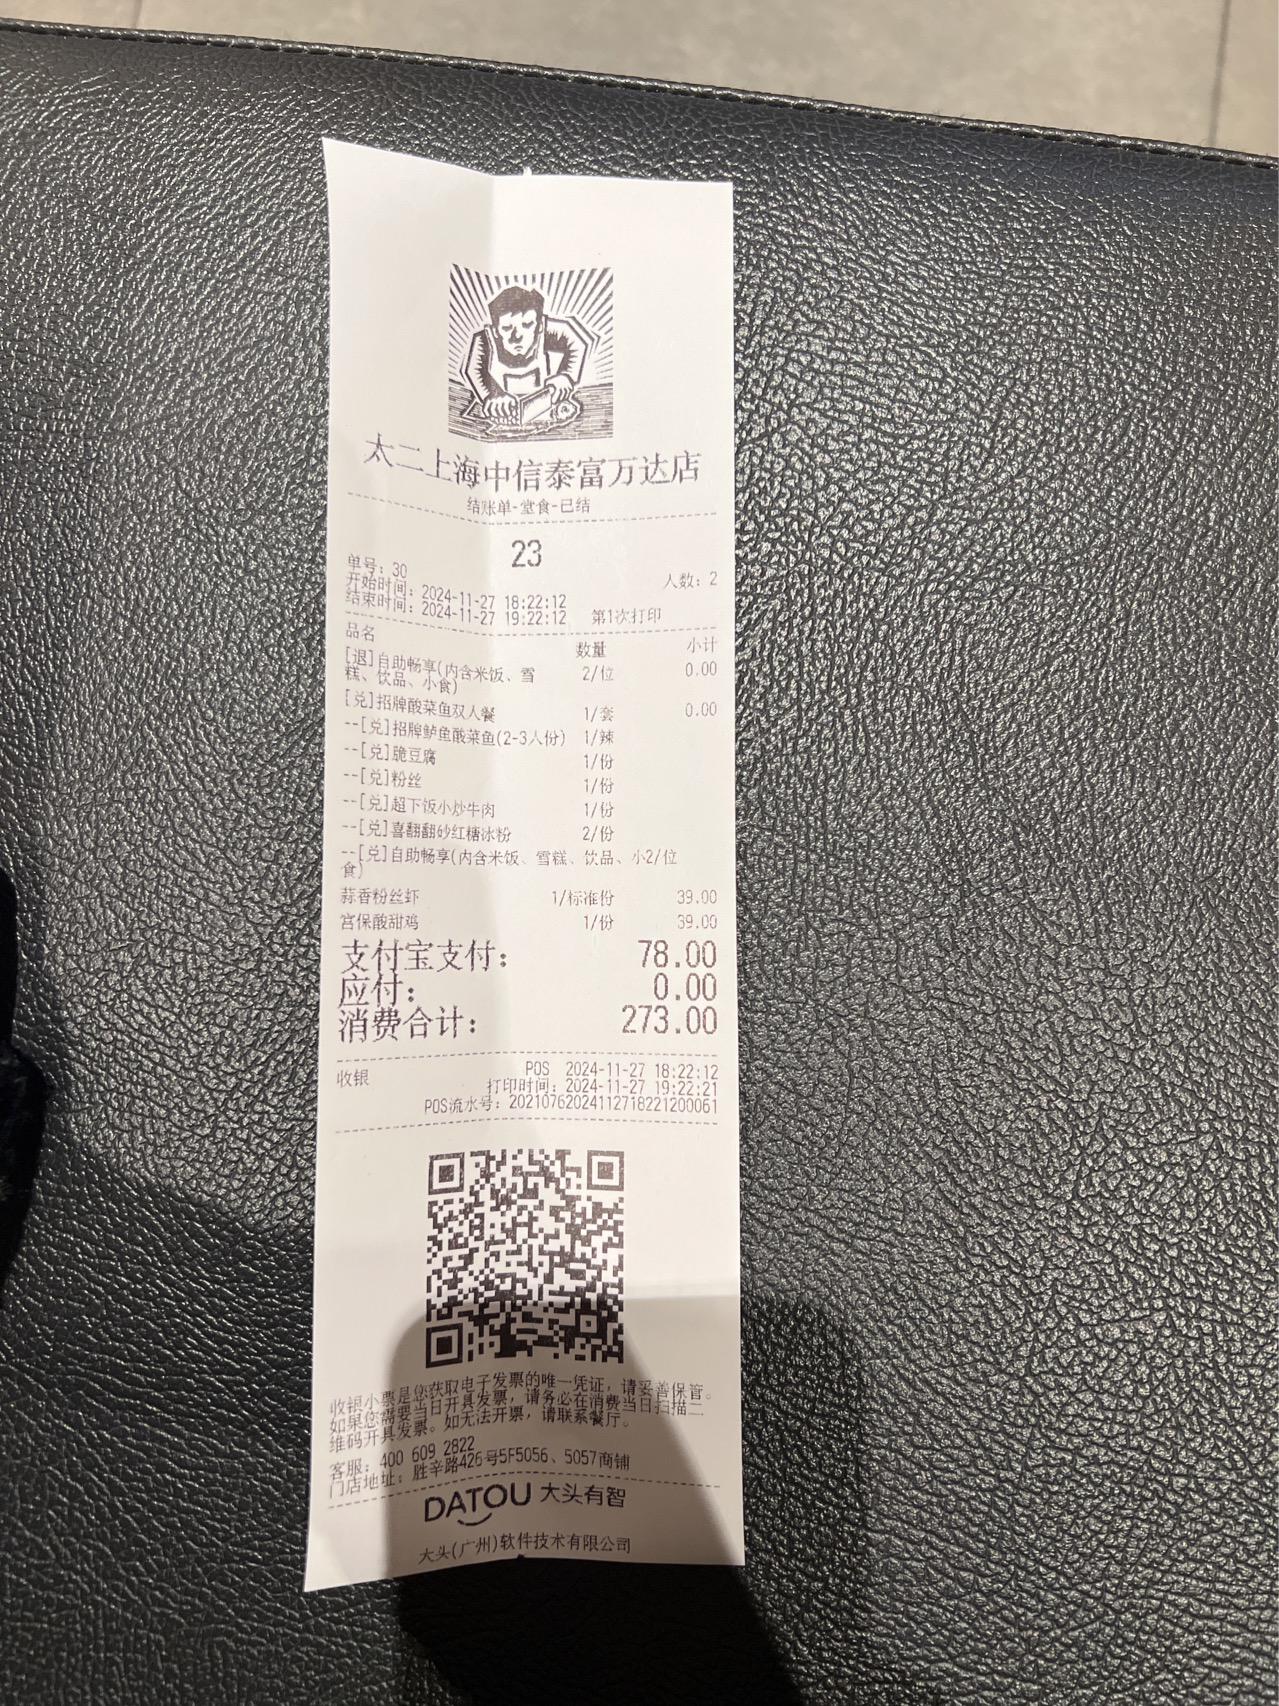 太二上海中信泰富万达店
结账单-堂食-已结
23
单号：30 人数：2
开始时间：2024-11-27 18:22:12
结束时间：2024-11-27 19:22:12 第1次打印
品名 数量 小计
[退]自助畅享(内含米饭、雪 2/位 0.00
糕、饮品、小食)
[兑]招牌酸菜鱼双人餐 1/套 0.00
--[兑]招牌鲈鱼酸菜鱼(2-3人份) 1/辣
--[兑]脆豆腐 1/份
--[兑]粉丝 1/份
--[兑]超下饭小炒牛肉 1/份
--[兑]喜翻翻砂红糖冰粉 2/份
--[兑]自助畅享(内含米饭、雪糕、饮品、小2/位
食)
蒜香粉丝虾 1/标准份 39.00
宫保酸甜鸡 1/份 39.00
支付宝支付： 78.00
应付： 0.00
消费合计： 273.00
收银 POS 2024-11-27 18:22:12
打印时间：2024-11-27 19:22:21
POS流水号：20210762024112718221200061
收银小票是您获取电子发票的唯一凭证，请妥善保管。
如果您需要当日开具发票，请务必在消费当日扫描二
维码开具发票。如无法开票，请联系餐厅。
客服：400 609 2822
门店地址：胜辛路426号5F5056、5057商铺
DATOU 大头有智
大头(广州)软件技术有限公司